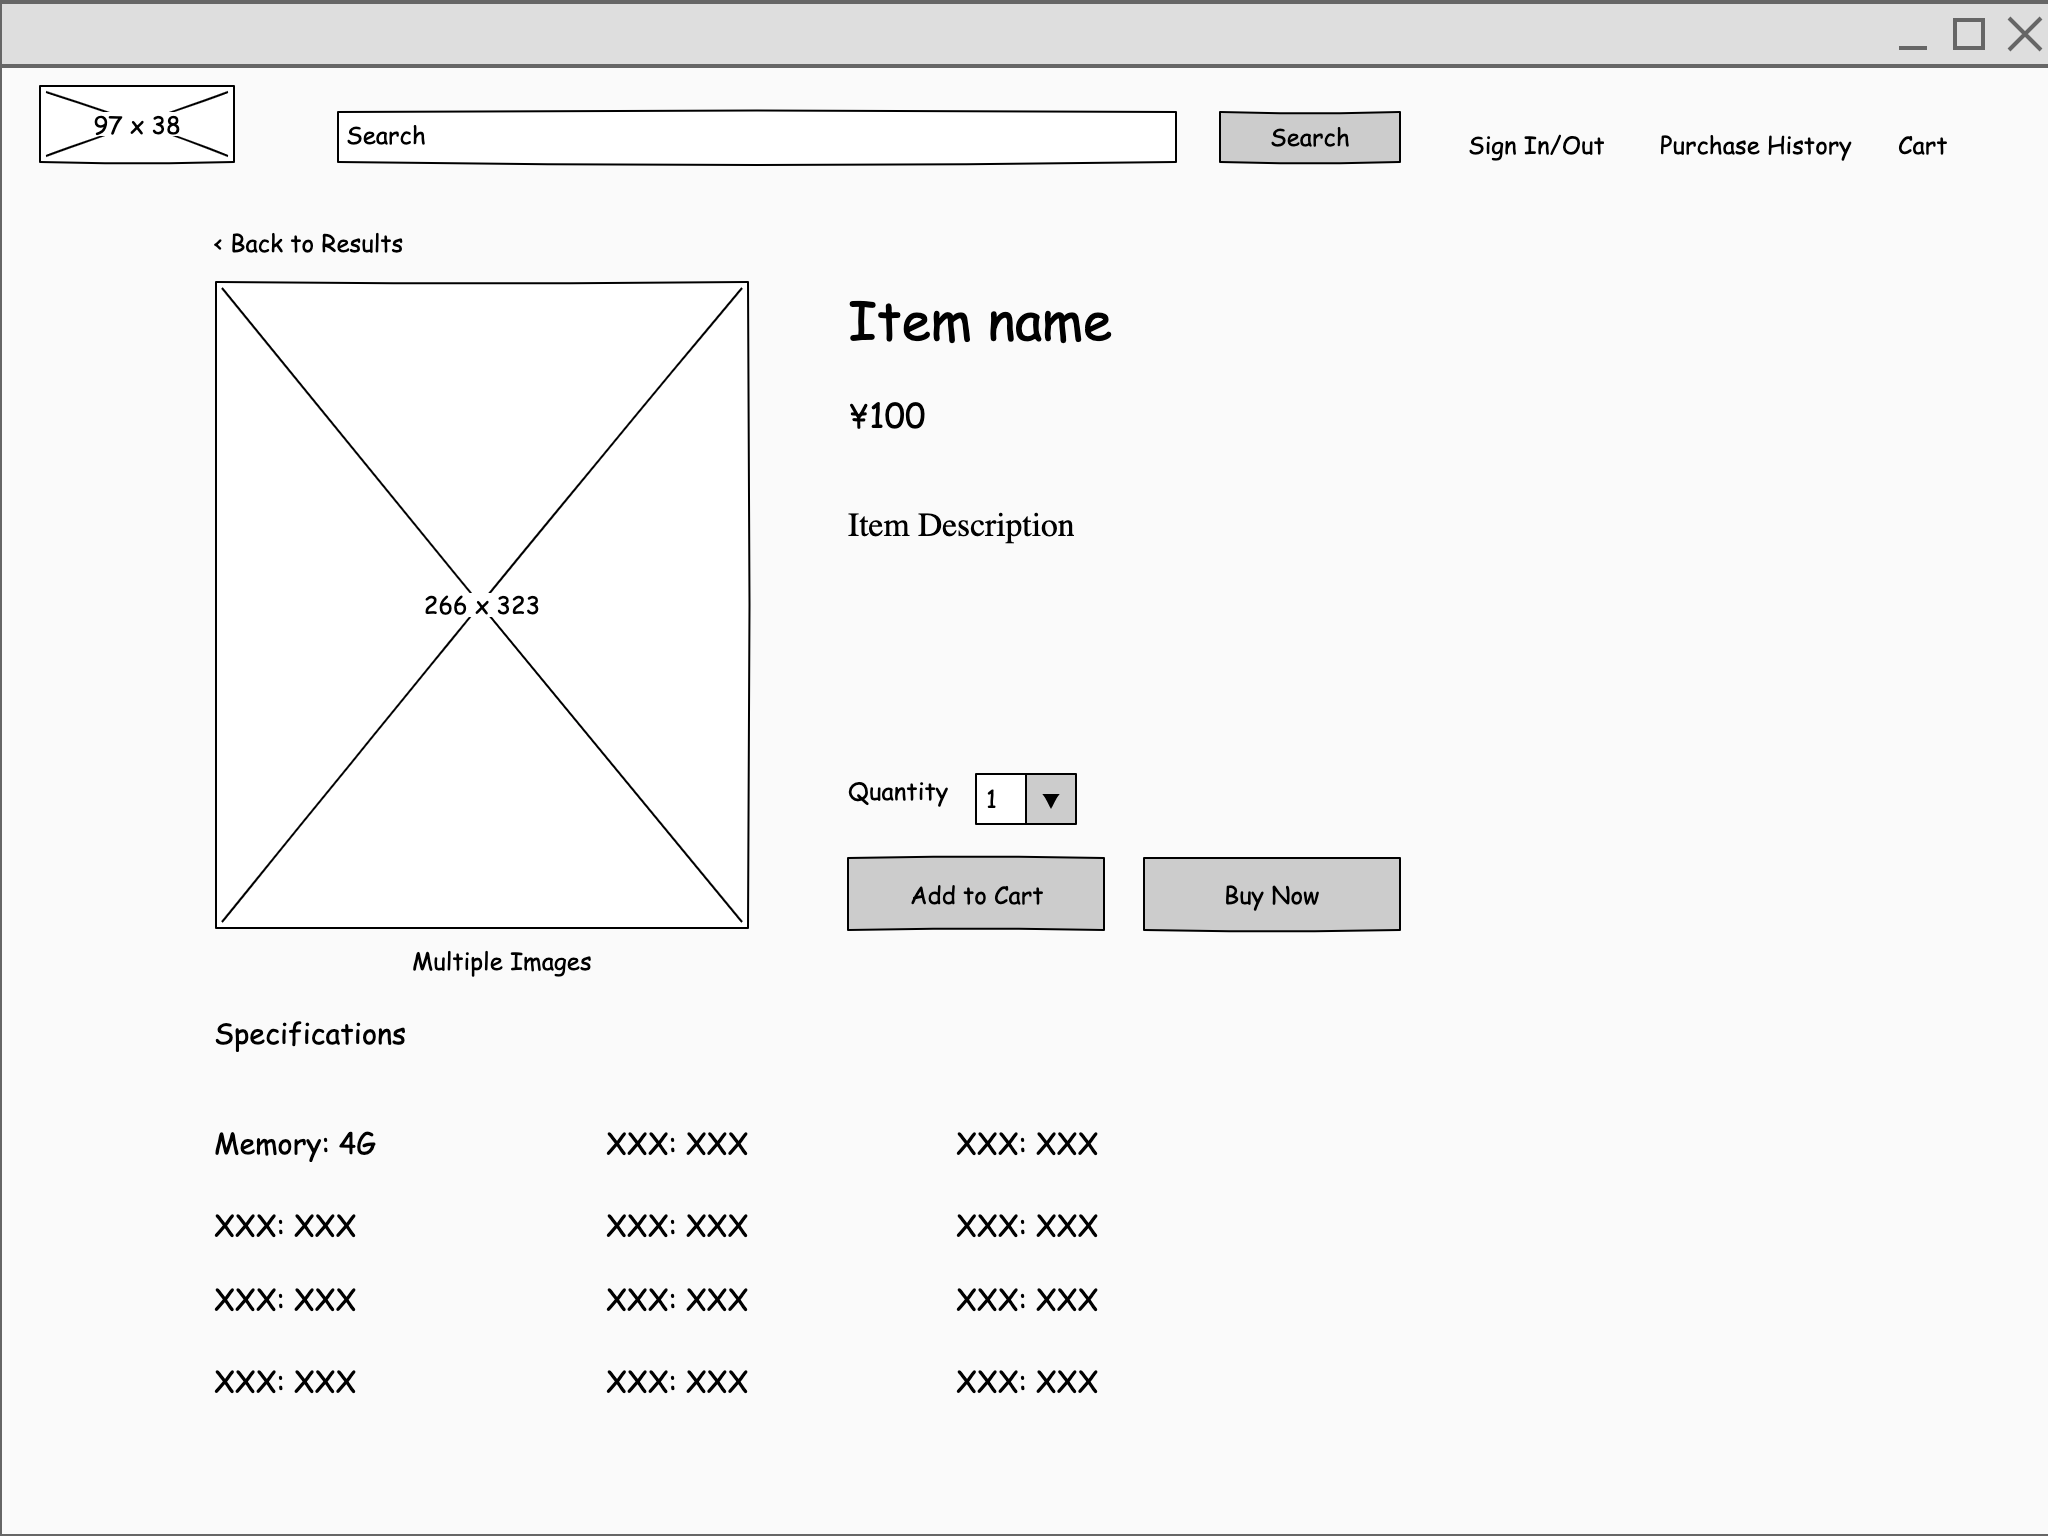 97 x 38
Search
Search
Sign In/Out
Purchase History
Cart
< Back to Results
266 x 323
Multiple Images
Item name
¥100
Item Description
Quantity
1
Add to Cart
Buy Now
Specifications
Memory: 4G XXX: XXX XXX: XXX
XXX: XXX XXX: XXX XXX: XXX
XXX: XXX XXX: XXX XXX: XXX
XXX: XXX XXX: XXX XXX: XXX